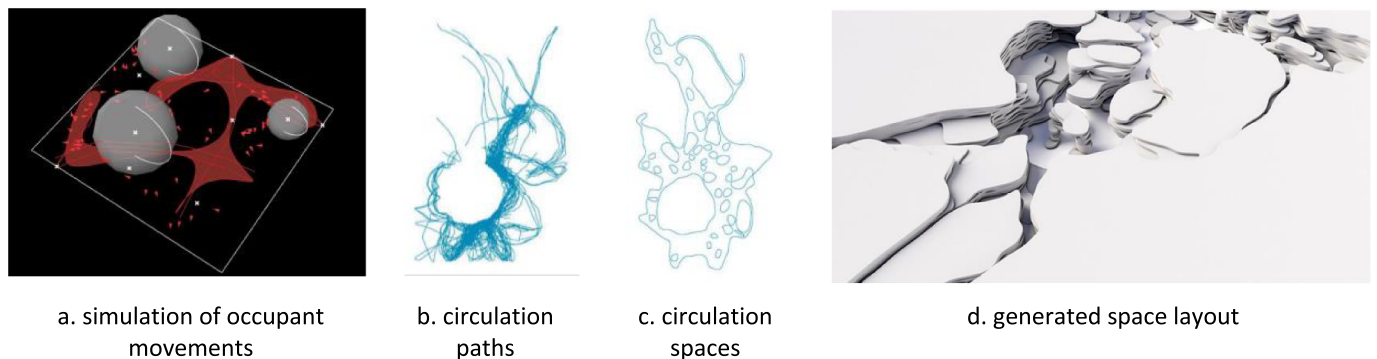 a. simulation of occupant
movements
b. circulation
paths
c. circulation
spaces
d. generated space layout